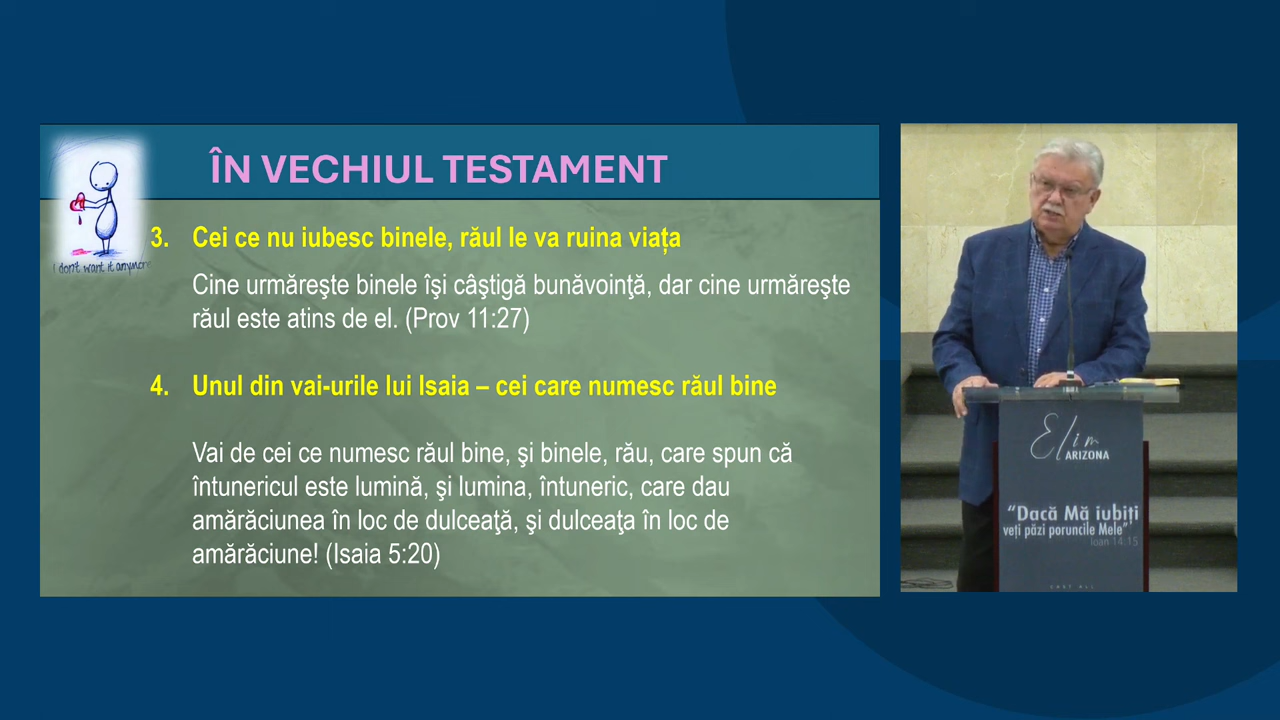 ÎN VECHIUL TESTAMENT
I don't want it anymore
3. Cei ce nu iubesc binele, răul le va ruina viața
Cine urmăreşte binele îşi câştigă bunăvoinţă, dar cine urmăreşte
răul este atins de el. (Prov 11:27)
4. Unul din vai-urile lui Isaia – cei care numesc răul bine
Vai de cei ce numesc răul bine, şi binele, rău, care spun că
întunericul este lumină, şi lumina, întuneric, care dau
amărăciunea în loc de dulceaţă, şi dulceaţa în loc de
amărăciune! (Isaia 5:20)
Elim
ARIZONA
“Dacă Mă iubiți
veți păzi poruncile Mele”
Ioan 14:15